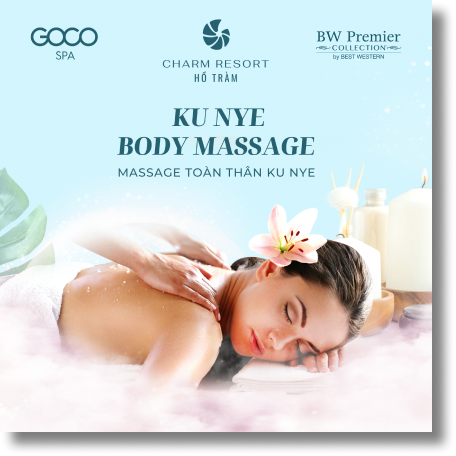 GOCO
SPA
CHARM RESORT
HỒ TRÀM
BW Premier
COLLECTION
by BEST WESTERN
KU NYE
BODY MASSAGE
MASSAGE TOÀN THÂN KU NYE